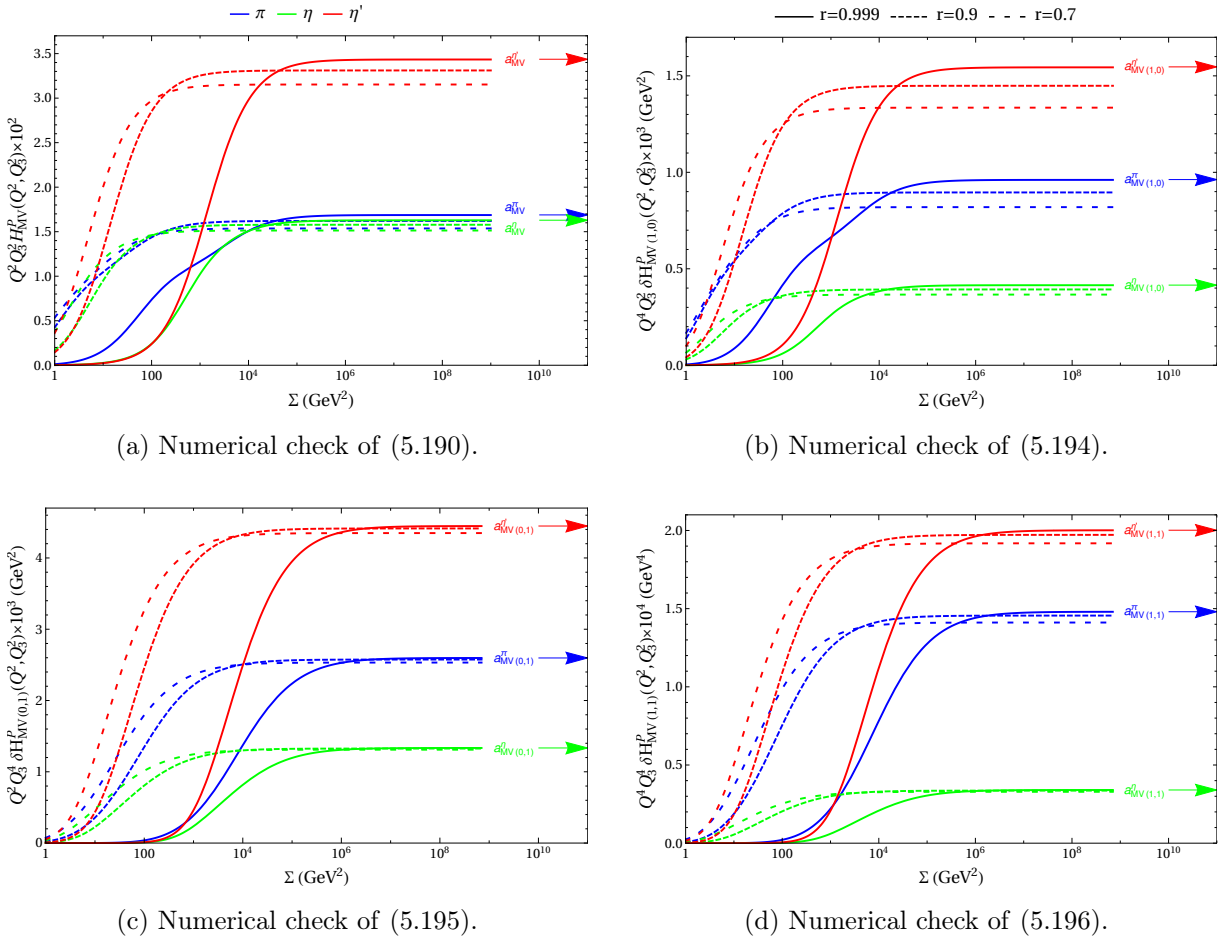 π η η' r=0.999 r=0.9 r=0.7
Q²Q₃²H^P_MV(Q²,Q₃²)×10²
3.5
3.0
2.5
2.0
1.5
1.0
0.5
0.0
a^η'_MV
a^π_MV
a^η_MV
1 100 10⁴ 10⁶ 10⁸ 10¹⁰
Σ (GeV²)
(a) Numerical check of (5.190).
Q⁴Q₃² δH^P_MV(1,0)(Q²,Q₃²)×10³ (GeV²)
1.5
1.0
0.5
0.0
a^η'_MV(1,0)
a^π_MV(1,0)
a^η_MV(1,0)
1 100 10⁴ 10⁶ 10⁸ 10¹⁰
Σ (GeV²)
(b) Numerical check of (5.194).
Q²Q₃⁴ δH^P_MV(0,1)(Q²,Q₃²)×10³ (GeV²)
4
2
1
0
a^η'_MV(0,1)
a^π_MV(0,1)
a^η_MV(0,1)
1 100 10⁴ 10⁶ 10⁸ 10¹⁰
Σ (GeV²)
(c) Numerical check of (5.195).
Q⁴Q₃⁴ δH^P_MV(1,1)(Q²,Q₃²)×10⁴ (GeV⁴)
2.0
1.5
1.0
0.5
0.0
a^η'_MV(1,1)
a^π_MV(1,1)
a^η_MV(1,1)
1 100 10⁴ 10⁶ 10⁸ 10¹⁰
Σ (GeV²)
(d) Numerical check of (5.196).